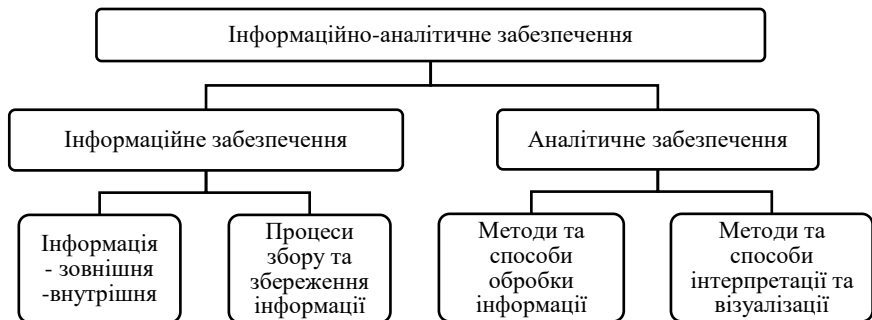 Інформаційно-аналітичне забезпечення
Інформаційне забезпечення
Аналітичне забезпечення
Інформація
- зовнішня
-внутрішня
Процеси
збору та
збереження
інформації
Методи та
способи
обробки
інформації
Методи та
способи
інтерпретації та
візуалізації